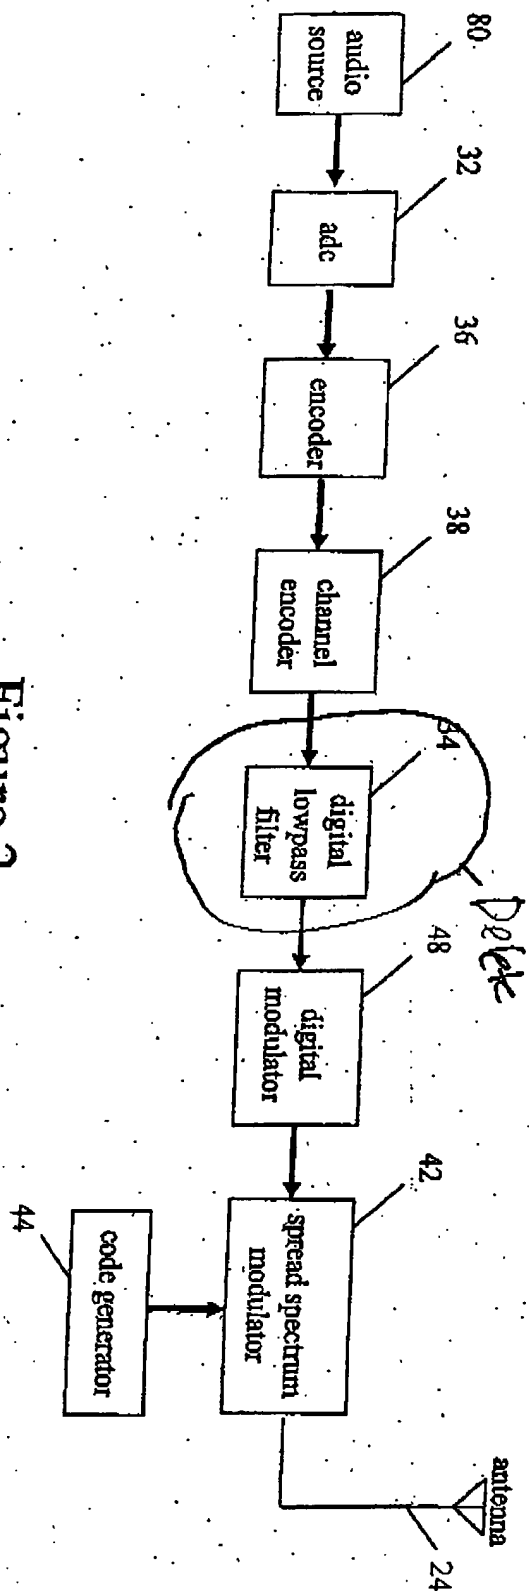 80
audio
source
32
adc
36
encoder
38
channel
encoder
34
digital
lowpass
filter
Delete
48
digital
modulator
42
spread spectrum
modulator
44
code generator
antenna
24